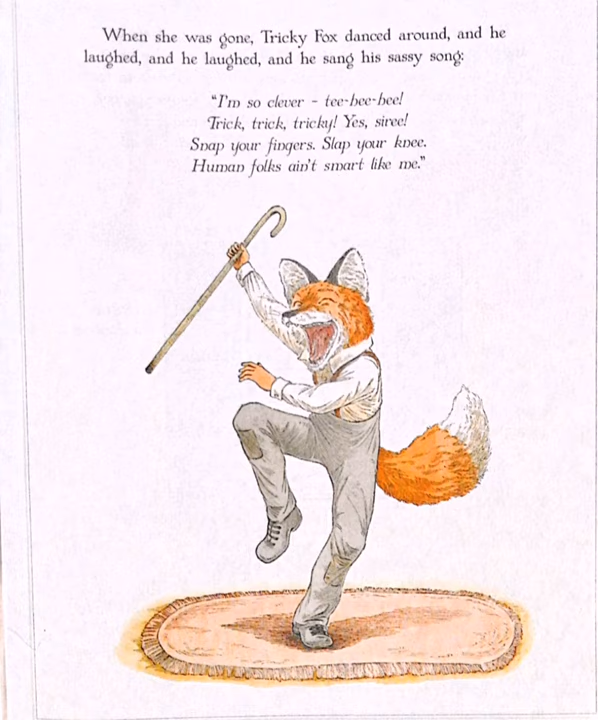 When she was gone, Tricky Fox danced around, and he
laughed, and he laughed, and he sang his sassy song:
"I'm so clever – tee-hee-hee!
Trick, trick, tricky! Yes, siree!
Snap your fingers. Slap your knee.
Human folks ain't smart like me."